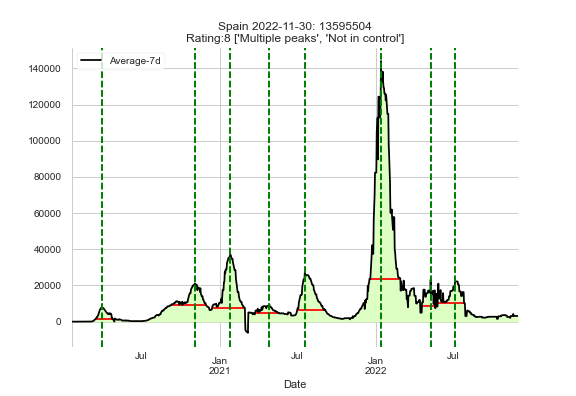 Spain 2022-11-30: 13595504
Rating:8 ['Multiple peaks', 'Not in control']
Average-7d
140000
120000
100000
80000
60000
40000
20000
0
Jul
Jan
2021
Jul
Jan
2022
Jul
Date